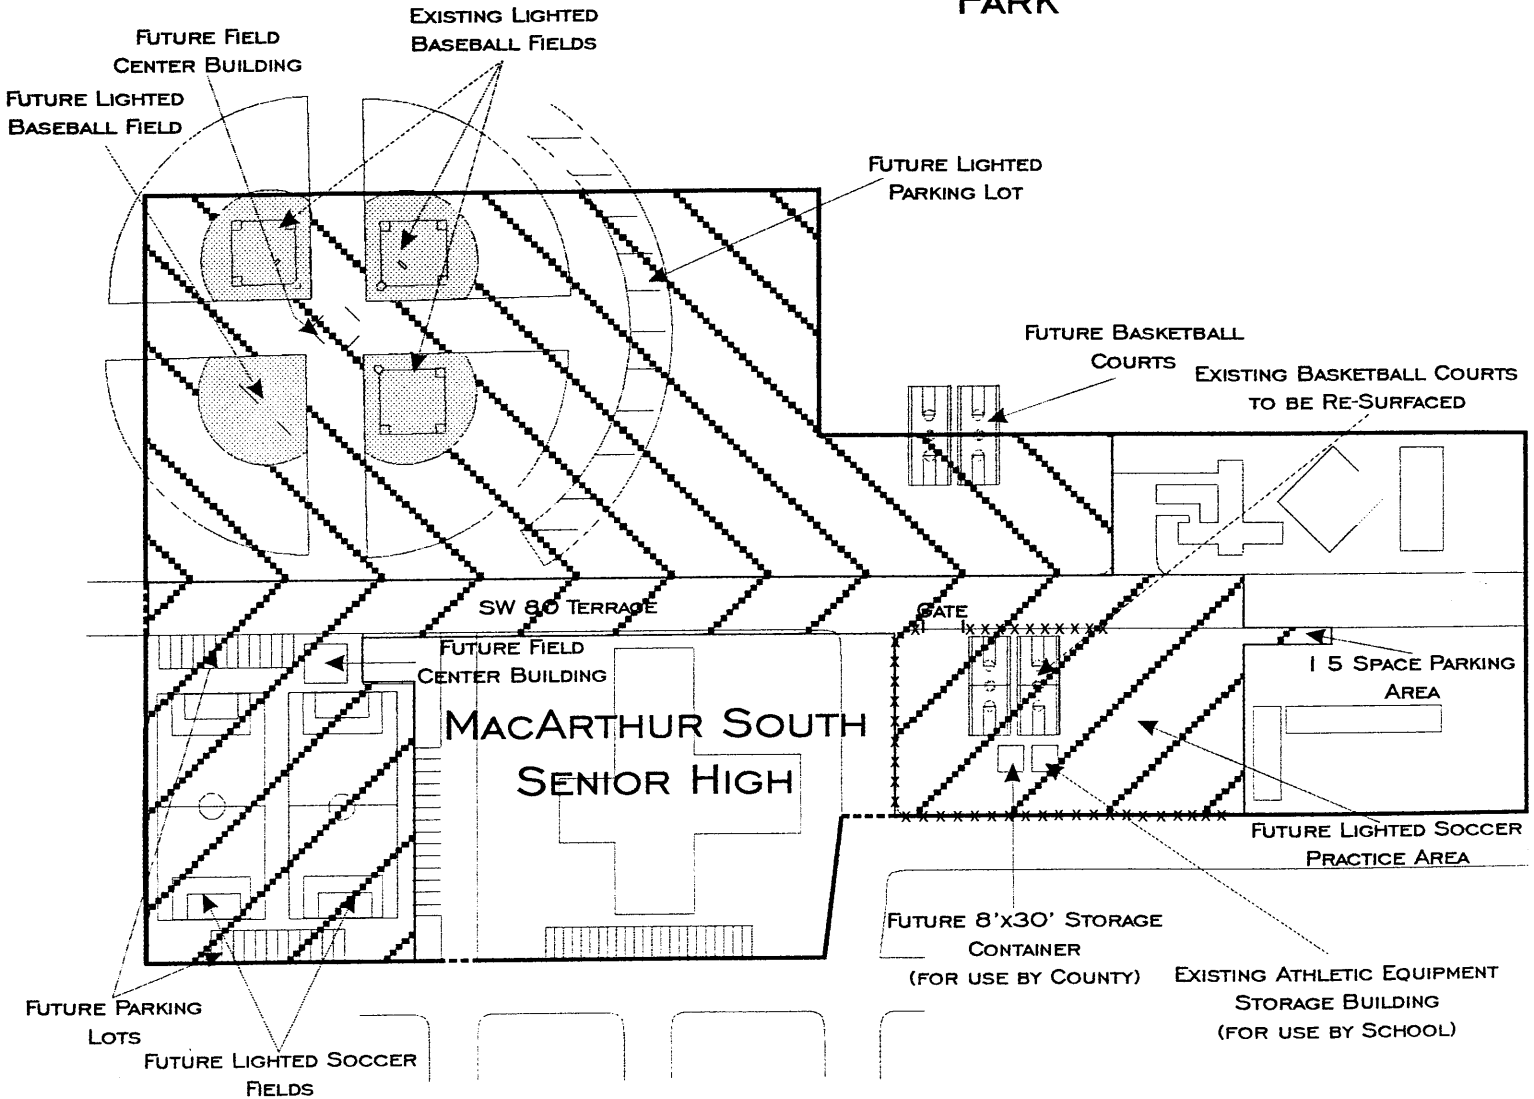 PARK
EXISTING LIGHTED
BASEBALL FIELDS
FUTURE FIELD
CENTER BUILDING
FUTURE LIGHTED
BASEBALL FIELD
FUTURE LIGHTED
PARKING LOT
FUTURE BASKETBALL
COURTS
EXISTING BASKETBALL COURTS
TO BE RE-SURFACED
SW 80 TERRACE
GATE
FUTURE FIELD
CENTER BUILDING
15 SPACE PARKING
AREA
MACARTHUR SOUTH
SENIOR HIGH
FUTURE LIGHTED SOCCER
PRACTICE AREA
FUTURE 8'X30' STORAGE
CONTAINER
(FOR USE BY COUNTY)
EXISTING ATHLETIC EQUIPMENT
STORAGE BUILDING
(FOR USE BY SCHOOL)
FUTURE PARKING
LOTS
FUTURE LIGHTED SOCCER
FIELDS